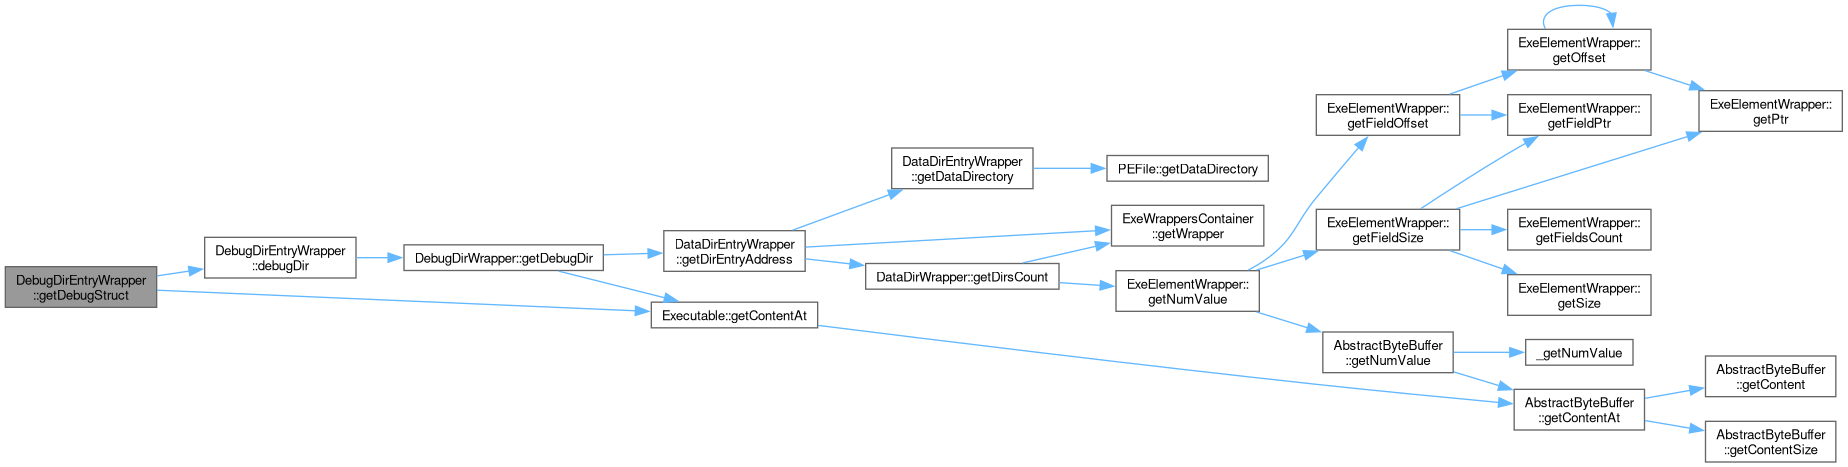 DebugDirEntryWrapper
::getDebugStruct
DebugDirEntryWrapper
::debugDir
DebugDirWrapper::getDebugDir
DataDirEntryWrapper
::getDirEntryAddress
Executable::getContentAt
DataDirEntryWrapper
::getDataDirectory
DataDirWrapper::getDirsCount
PEFile::getDataDirectory
ExeWrappersContainer
::getWrapper
ExeElementWrapper::
getNumValue
ExeElementWrapper::
getFieldOffset
ExeElementWrapper::
getFieldSize
AbstractByteBuffer
::getNumValue
ExeElementWrapper::
getOffset
ExeElementWrapper::
getFieldPtr
ExeElementWrapper::
getFieldsCount
ExeElementWrapper::
getSize
_getNumValue
AbstractByteBuffer
::getContentAt
ExeElementWrapper::
getPtr
AbstractByteBuffer
::getContent
AbstractByteBuffer
::getContentSize